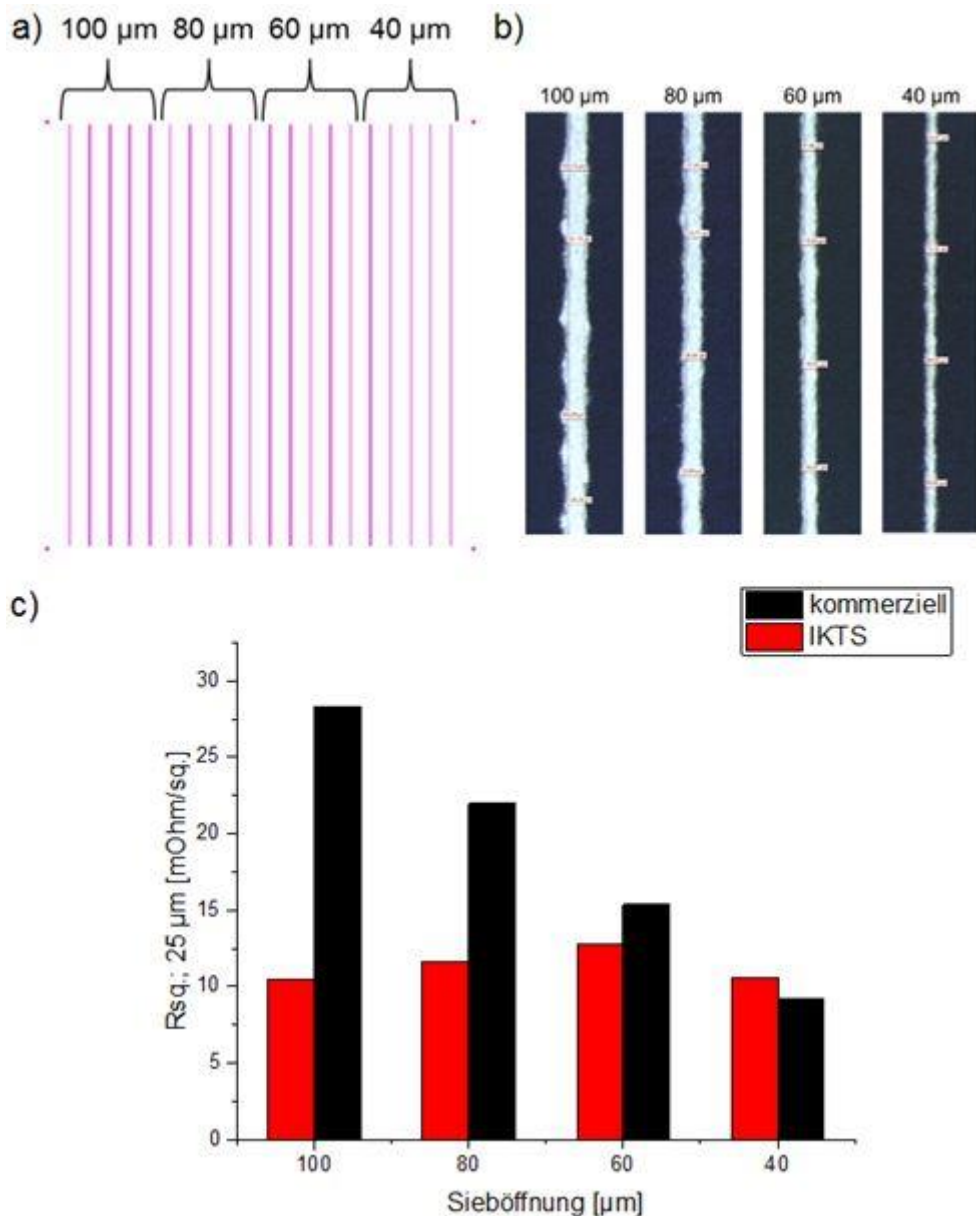 a)
100 µm 80 µm 60 µm 40 µm
b)
100 µm 80 µm 60 µm 40 µm
c)
kommerziell
IKTS
Rsq.; 25 µm [mOhm/sq.]
30
25
20
15
10
5
0
100 80 60 40
Sieböffnung [µm]